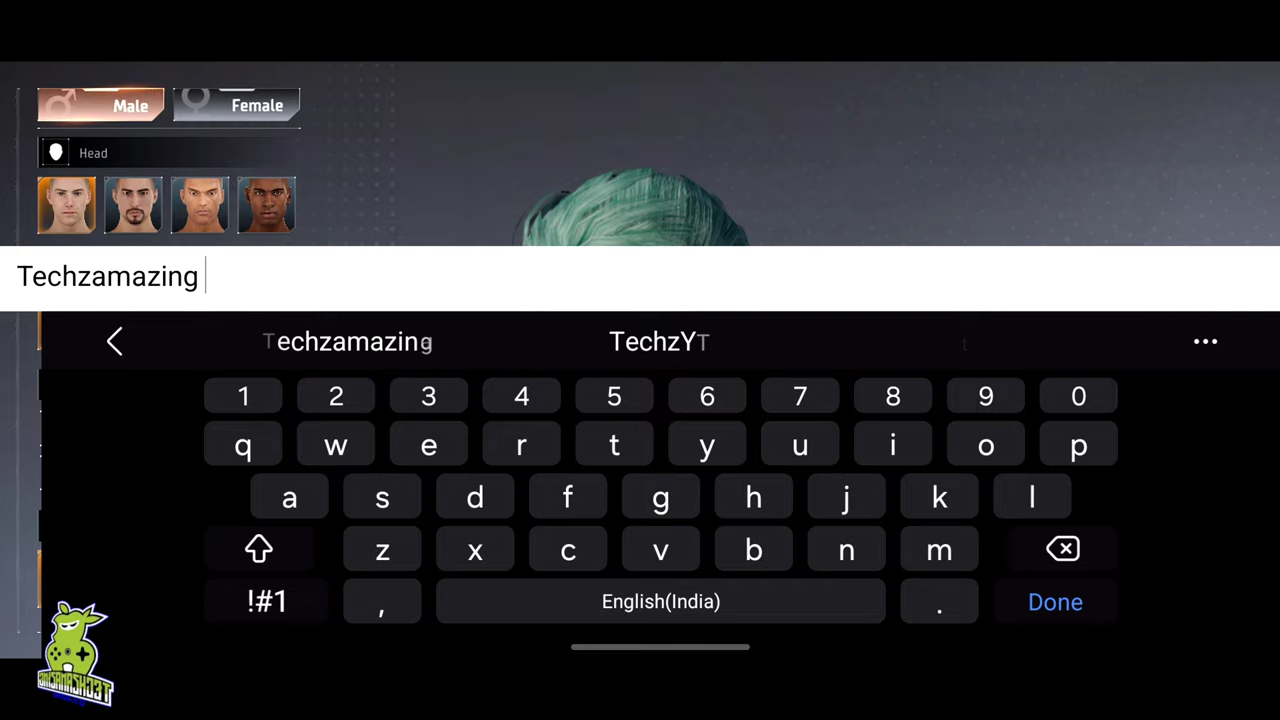 Male Female
Head
Techzamazing
Techzamazing TechzYT t
1 2 3 4 5 6 7 8 9 0
q w e r t y u i o p
a s d f g h j k l
z x c v b n m
!#1 , English(India) . Done